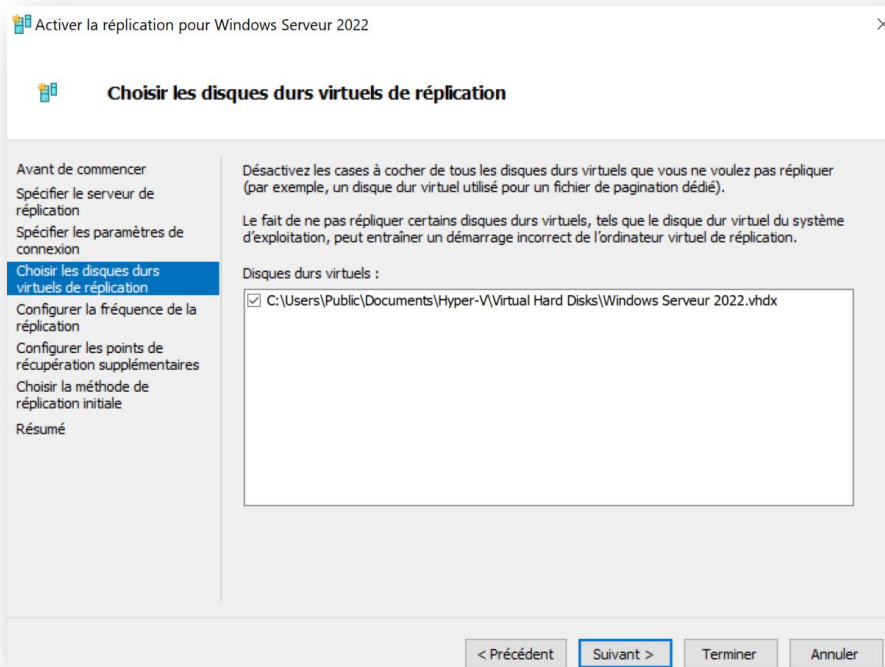 Activer la réplication pour Windows Serveur 2022
Choisir les disques durs virtuels de réplication
Avant de commencer
Spécifier le serveur de
réplication
Spécifier les paramètres de
connexion
Choisir les disques durs
virtuels de réplication
Configurer la fréquence de la
réplication
Configurer les points de
récupération supplémentaires
Choisir la méthode de
réplication initiale
Résumé
Désactivez les cases à cocher de tous les disques durs virtuels que vous ne voulez pas répliquer
(par exemple, un disque dur virtuel utilisé pour un fichier de pagination dédié).
Le fait de ne pas répliquer certains disques durs virtuels, tels que le disque dur virtuel du système
d’exploitation, peut entraîner un démarrage incorrect de l’ordinateur virtuel de réplication.
Disques durs virtuels :
C:\Users\Public\Documents\Hyper-V\Virtual Hard Disks\Windows Serveur 2022.vhdx
< Précédent
Suivant >
Terminer
Annuler